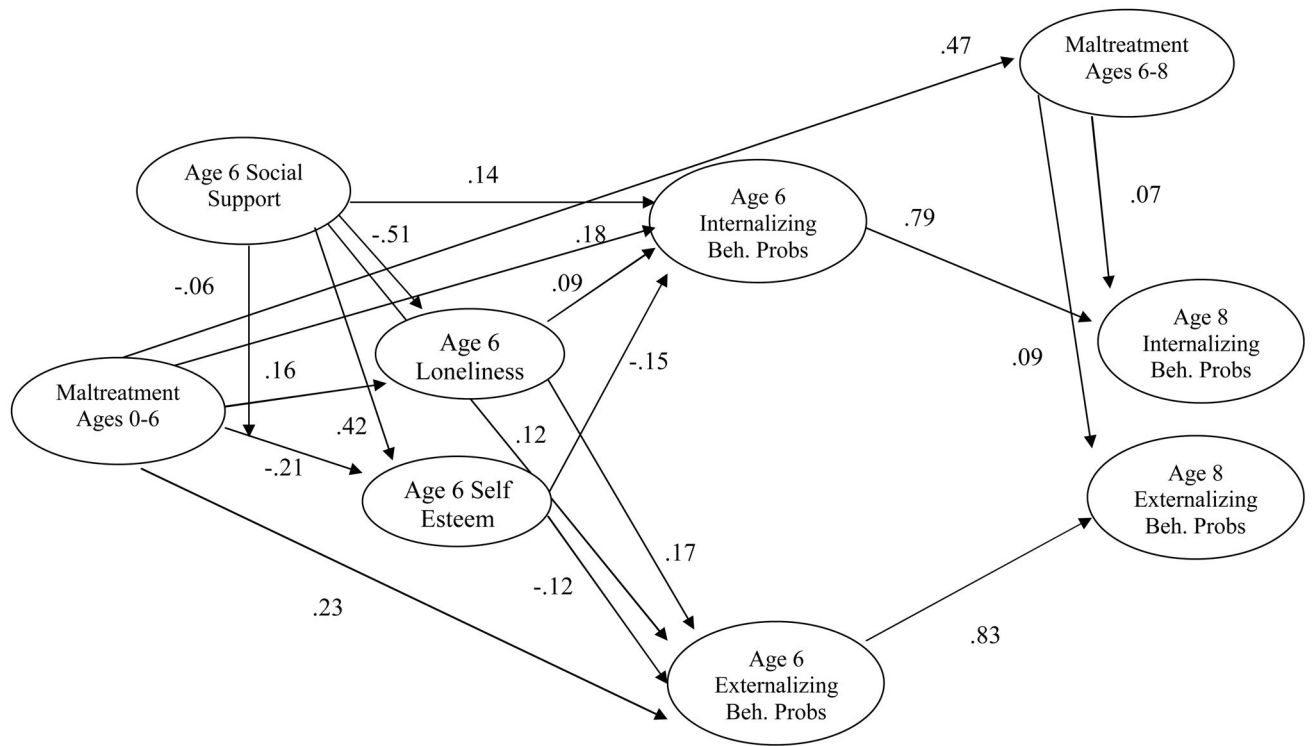 .47
Maltreatment
Ages 6-8
Age 6 Social
Support
.14
Age 6
Internalizing
Beh. Probs
.79
.07
-.51
.18
-.06
.09
Age 6
Loneliness
Age 8
Internalizing
Beh. Probs
.16
-.15
.09
Maltreatment
Ages 0-6
.42
.12
-.21
Age 6 Self
Esteem
Age 8
Externalizing
Beh. Probs
.17
-.12
.23
.83
Age 6
Externalizing
Beh. Probs